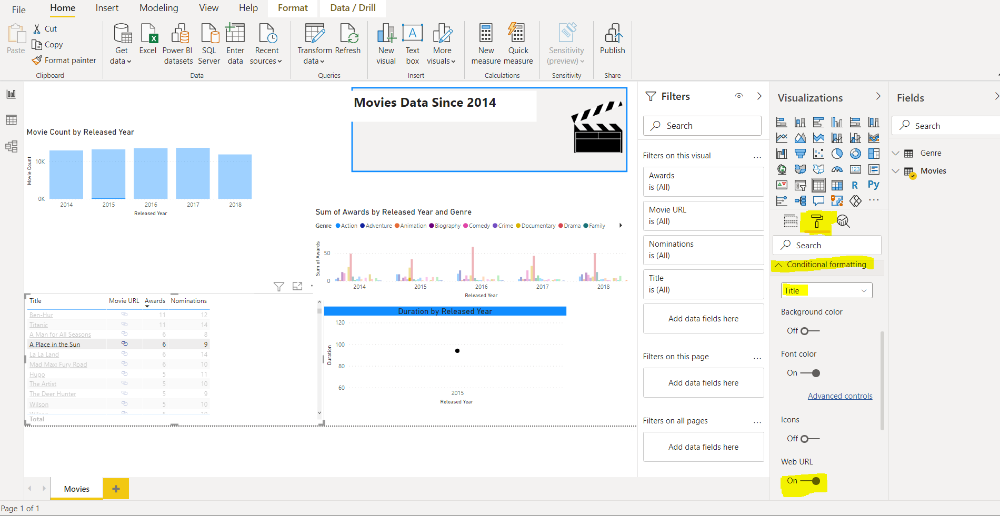 File
Home
Insert
Modeling
View
Help
Format
Data / Drill
Paste
Cut
Copy
Format painter
Clipboard
Get data
Excel
Power BI datasets
SQL Server
Enter data
Recent sources
Data
Transform data
Refresh
Queries
New visual
Text box
More visuals
Insert
New measure
Quick measure
Calculations
Sensitivity (preview)
Sensitivity
Publish
Share
Movies Data Since 2014
Movie Count by Released Year
Movie Count
10K
0K
2014 2015 2016 2017 2018
Released Year
Sum of Awards by Released Year and Genre
Genre Action Adventure Animation Biography Comedy Crime Documentary Drama Family
Sum of Awards
50
0
2014 2015 2016 2017 2018
Released Year
Title Movie URL Awards Nominations
Ben-Hur 11 12
Titanic 11 14
A Man for All Seasons 6 8
A Place in the Sun 6 9
La La Land 6 14
Mad Max: Fury Road 6 10
Hugo 5 11
The Artist 5 10
The Deer Hunter 5 9
Wilson 5 10
Total
Duration by Released Year
Duration
120
100
80
60
2015
Released Year
Filters
Search
Filters on this visual ...
Awards
is (All)
Movie URL
is (All)
Nominations
is (All)
Title
is (All)
Add data fields here
Filters on this page ...
Add data fields here
Filters on all pages ...
Add data fields here
Visualizations
123
R
Py
...
Search
Conditional formatting
Title
Background color
Off
Font color
On
Advanced controls
Icons
Off
Web URL
On
Fields
Search
Genre
Movies
Movies
+
Page 1 of 1